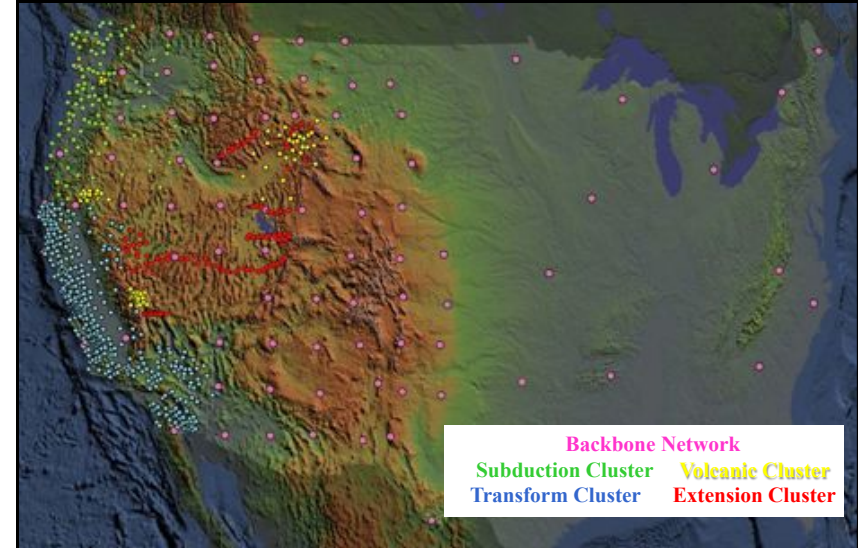 Backbone Network
Subduction Cluster Volcanic Cluster
Transform Cluster Extension Cluster